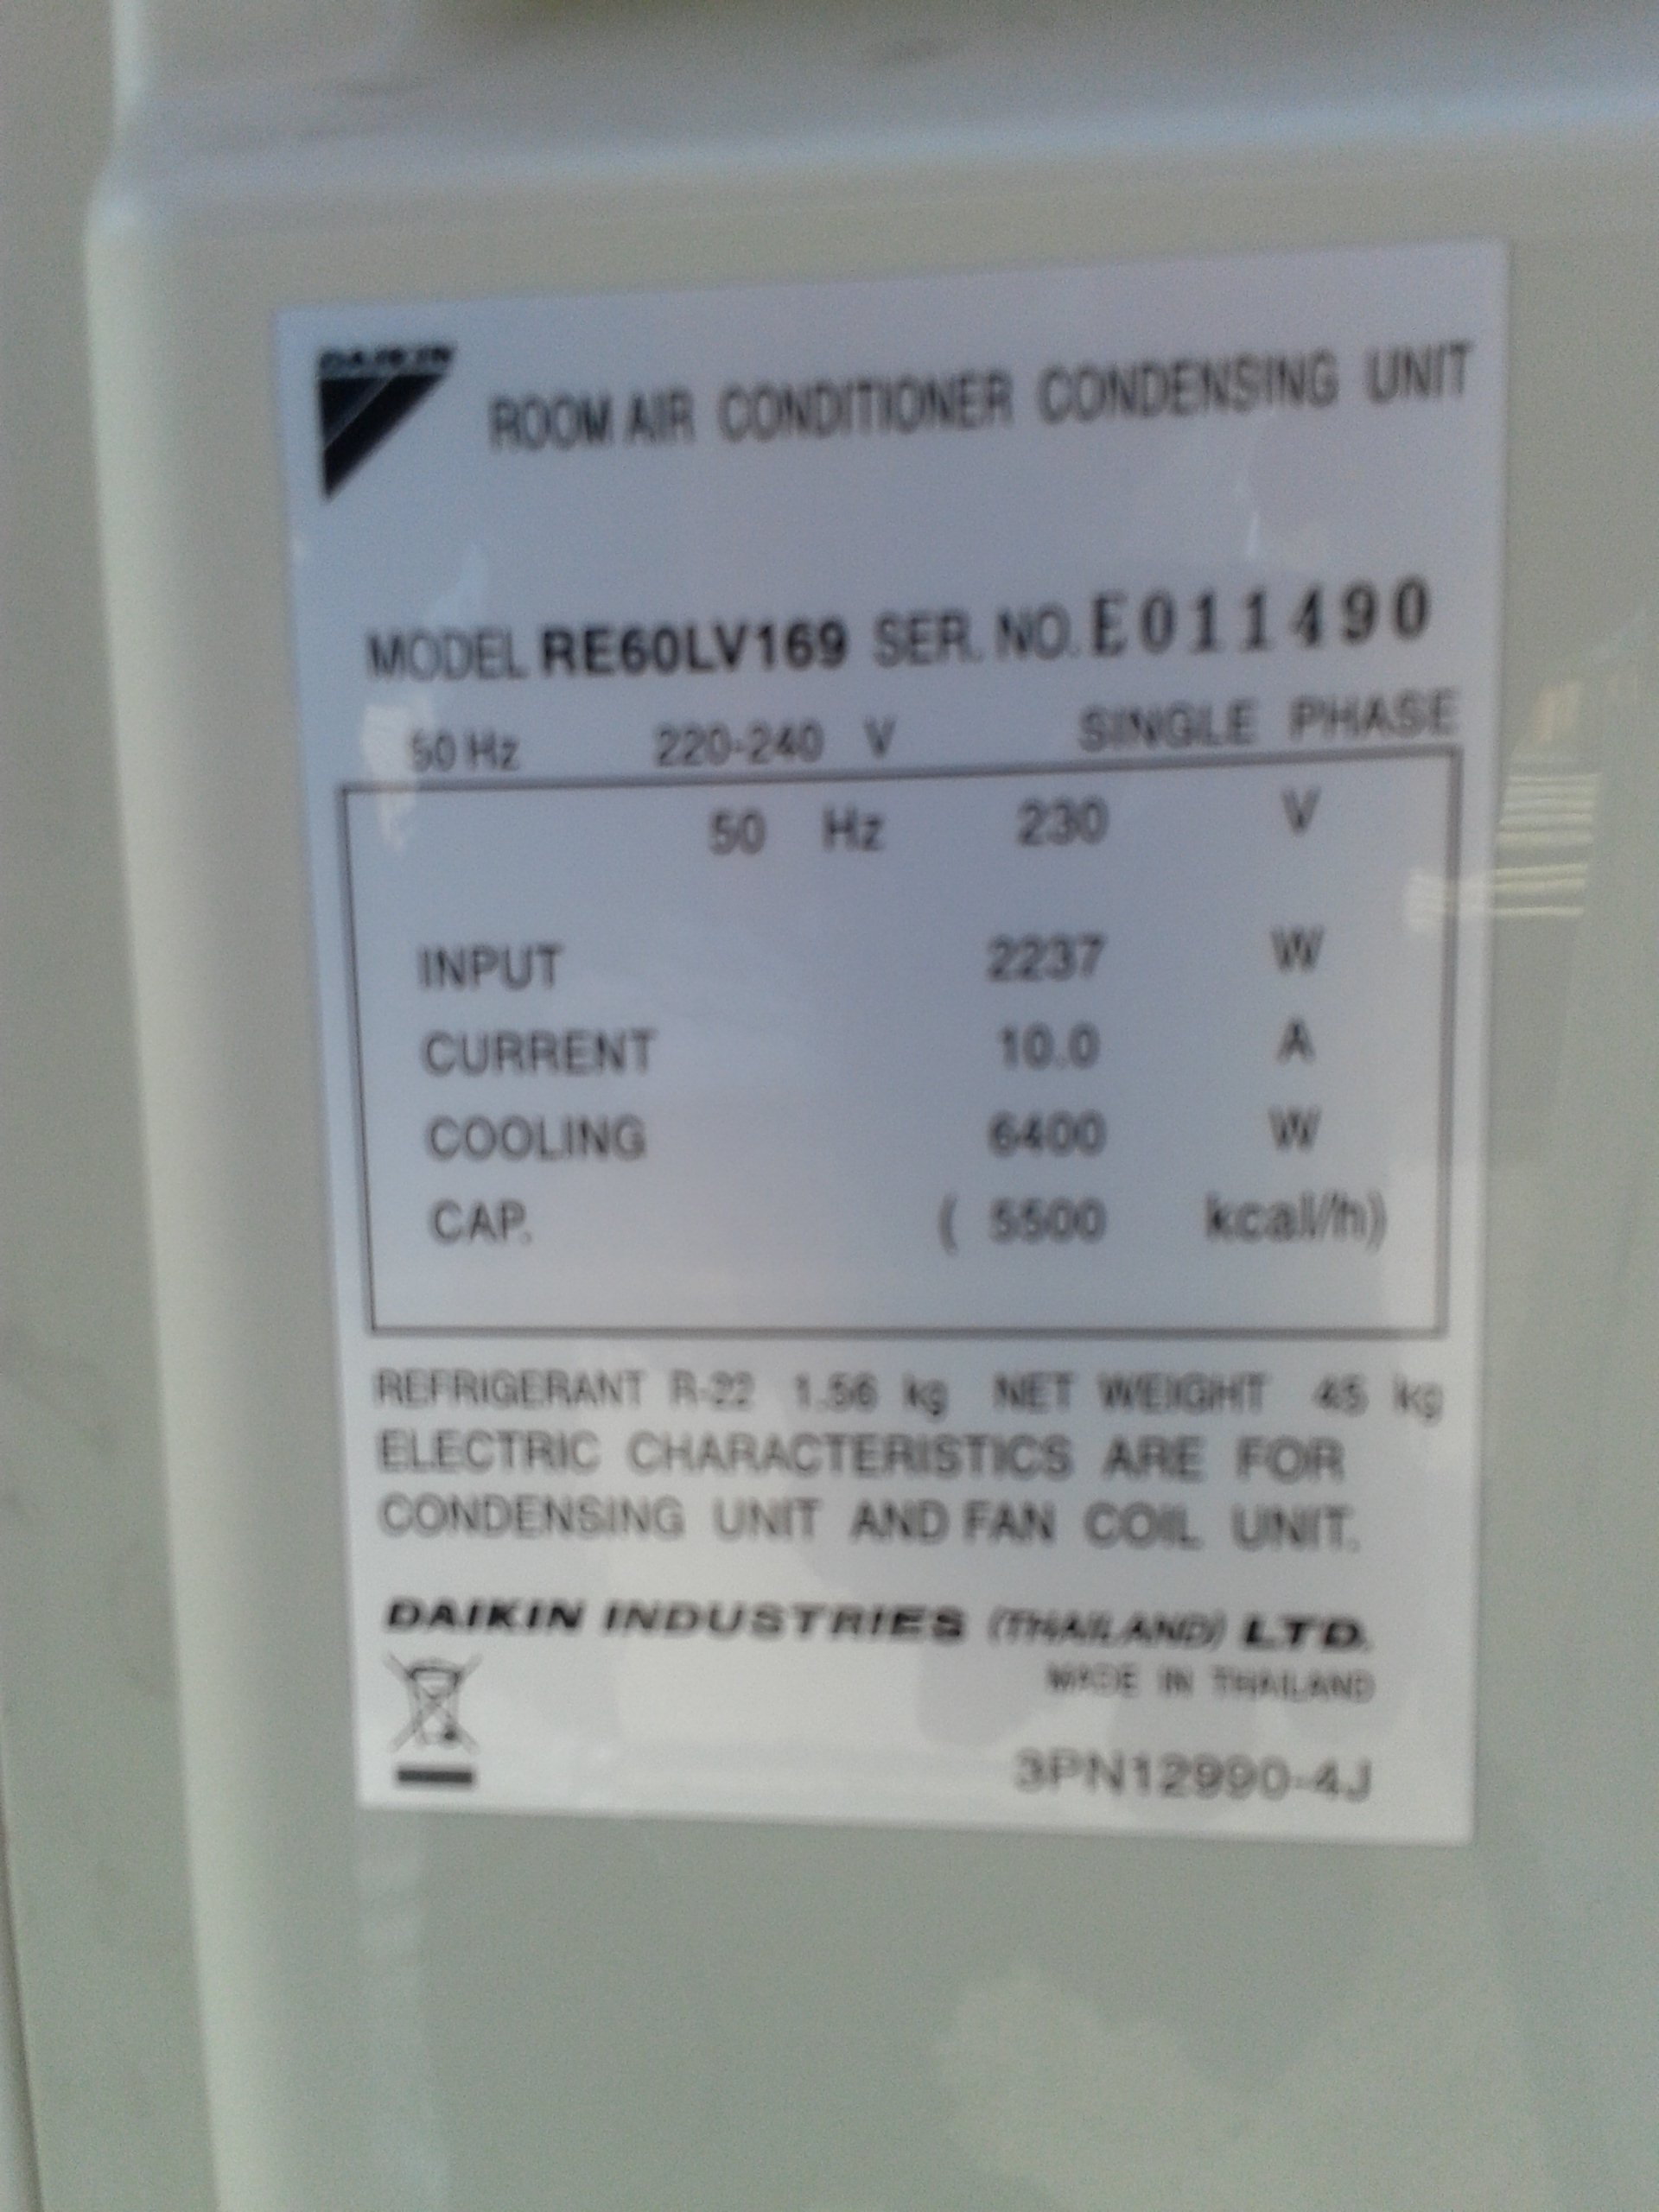 DAIKIN
ROOM AIR CONDITIONER CONDENSING UNIT
MODEL RE60LV169 SER. NO. E011490
50 Hz 220-240 V SINGLE PHASE
50 Hz 230 V
INPUT 2237 W
CURRENT 10.0 A
COOLING 6400 W
CAP. ( 5500 kcal/h)
REFRIGERANT R-22 1.56 kg NET WEIGHT 45 kg
ELECTRIC CHARACTERISTICS ARE FOR
CONDENSING UNIT AND FAN COIL UNIT.
DAIKIN INDUSTRIES (THAILAND) LTD.
MADE IN THAILAND
3PN12990-4J